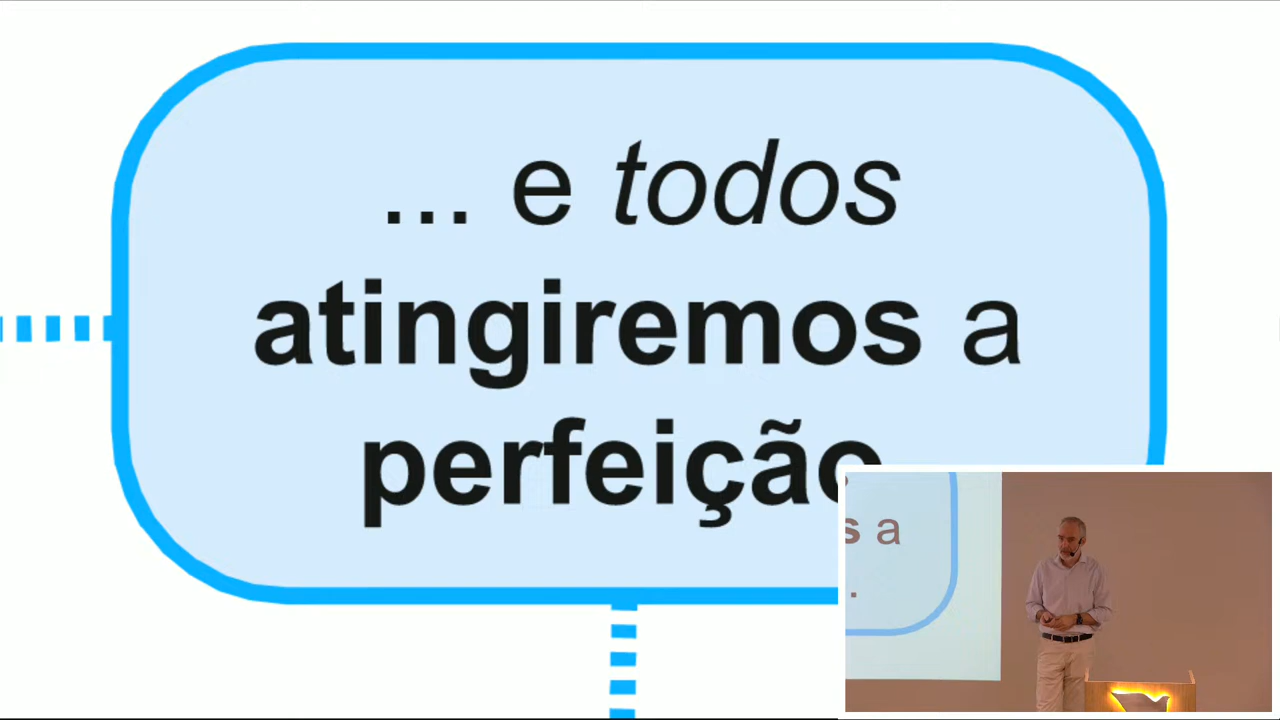 ... e todos
atingiremos a
perfeição
s a
.